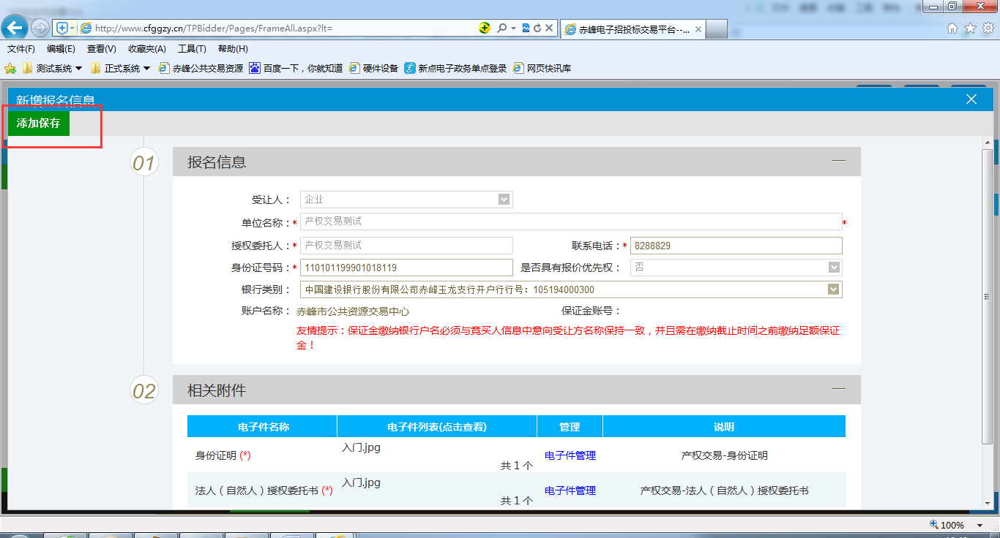 http://www.cfggzy.cn/TPBidder/Pages/FrameAll.aspx?lt=
赤峰电子招投标交易平台--...
文件(F) 编辑(E) 查看(V) 收藏夹(A) 工具(T) 帮助(H)
测试系统 正式系统 赤峰公共交易资源 百度一下，你就知道 硬件设备 新点电子政务单点登录 网页快讯库
新增报名信息
添加保存
01 报名信息
受让人： 企业
单位名称：* 产权交易测试 *
授权委托人：* 产权交易测试 联系电话：* 8288829
身份证号码：* 110101199901018119 是否具有报价优先权： 否
银行类别： 中国建设银行股份有限公司赤峰玉龙支行开户行行号：105194000300
账户名称： 赤峰市公共资源交易中心 保证金账号：
友情提示：保证金缴纳银行户名必须与竟买人信息中意向受让方名称保持一致，并且需在缴纳截止时间之前缴纳足额保证
金！
02 相关附件
电子件名称 电子件列表(点击查看) 管理 说明
入门.jpg
身份证明 (*) 电子件管理 产权交易-身份证明
共 1 个
入门.jpg
法人（自然人）授权委托书 (*) 电子件管理 产权交易-法人（自然人）授权委托书
共 1 个
100%